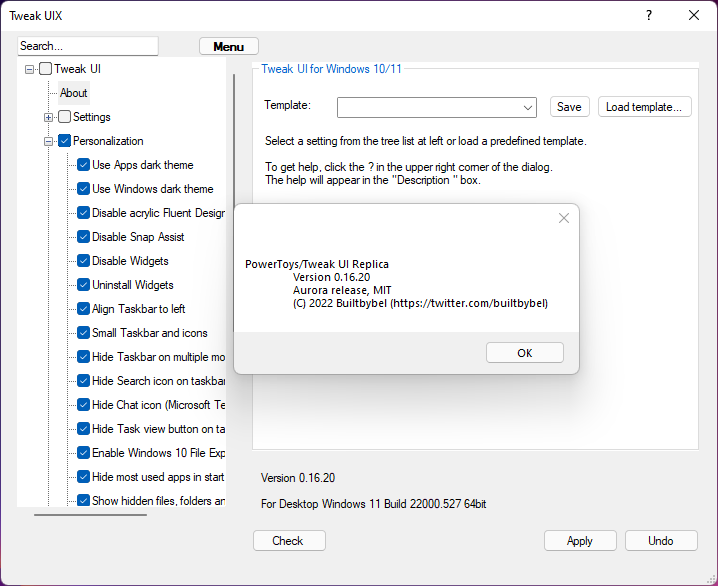 Tweak UIX
?
Search...
Menu
Tweak UI
About
Settings
Personalization
Use Apps dark theme
Use Windows dark theme
Disable acrylic Fluent Design
Disable Snap Assist
Disable Widgets
Uninstall Widgets
Align Taskbar to left
Small Taskbar and icons
Hide Taskbar on multiple mo
Hide Search icon on taskbar
Hide Chat icon (Microsoft Te
Hide Task view button on ta
Enable Windows 10 File Exp
Hide most used apps in start
Show hidden files, folders an
Tweak UI for Windows 10/11
Template:
Save
Load template...
Select a setting from the tree list at left or load a predefined template.
To get help, click the ? in the upper right corner of the dialog.
The help will appear in the "Description " box.
PowerToys/Tweak UI Replica
Version 0.16.20
Aurora release, MIT
(C) 2022 Builtbybel (https://twitter.com/builtbybel)
OK
Version 0.16.20
For Desktop Windows 11 Build 22000.527 64bit
Check
Apply
Undo